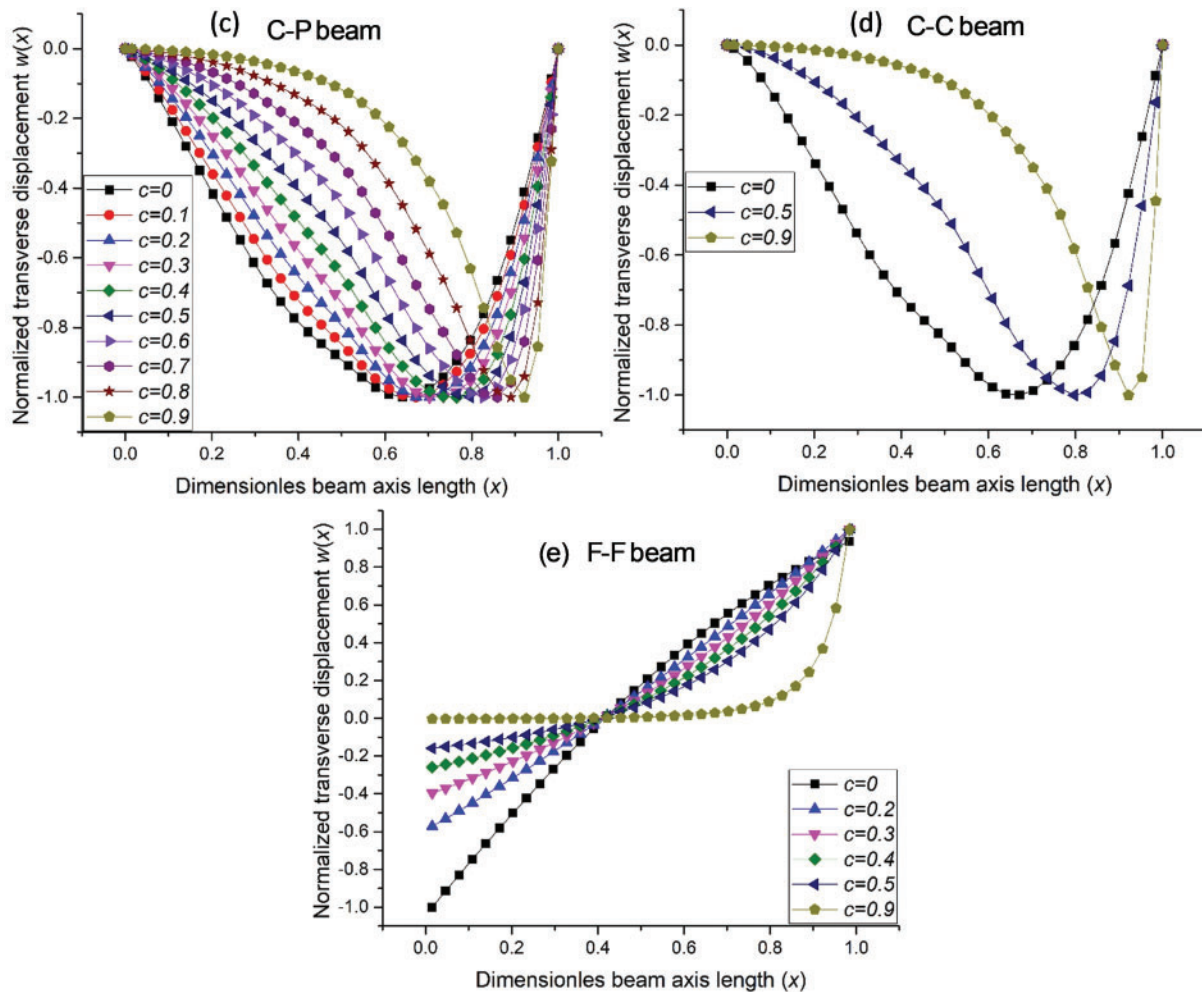 (c) C-P beam
Normalized transverse displacement w(x)
0.0
-0.2
-0.4
-0.6
-0.8
-1.0
c=0
c=0.1
c=0.2
c=0.3
c=0.4
c=0.5
c=0.6
c=0.7
c=0.8
c=0.9
0.0 0.2 0.4 0.6 0.8 1.0
Dimensionles beam axis length (x)
(d) C-C beam
Normalized transverse displacement w(x)
0.0
-0.2
-0.4
-0.6
-0.8
-1.0
c=0
c=0.5
c=0.9
0.0 0.2 0.4 0.6 0.8 1.0
Dimensionles beam axis length (x)
(e) F-F beam
Normalized transverse displacement w(x)
1.0
0.8
0.6
0.4
0.2
0.0
-0.2
-0.4
-0.6
-0.8
-1.0
c=0
c=0.2
c=0.3
c=0.4
c=0.5
c=0.9
0.0 0.2 0.4 0.6 0.8 1.0
Dimensionles beam axis length (x)